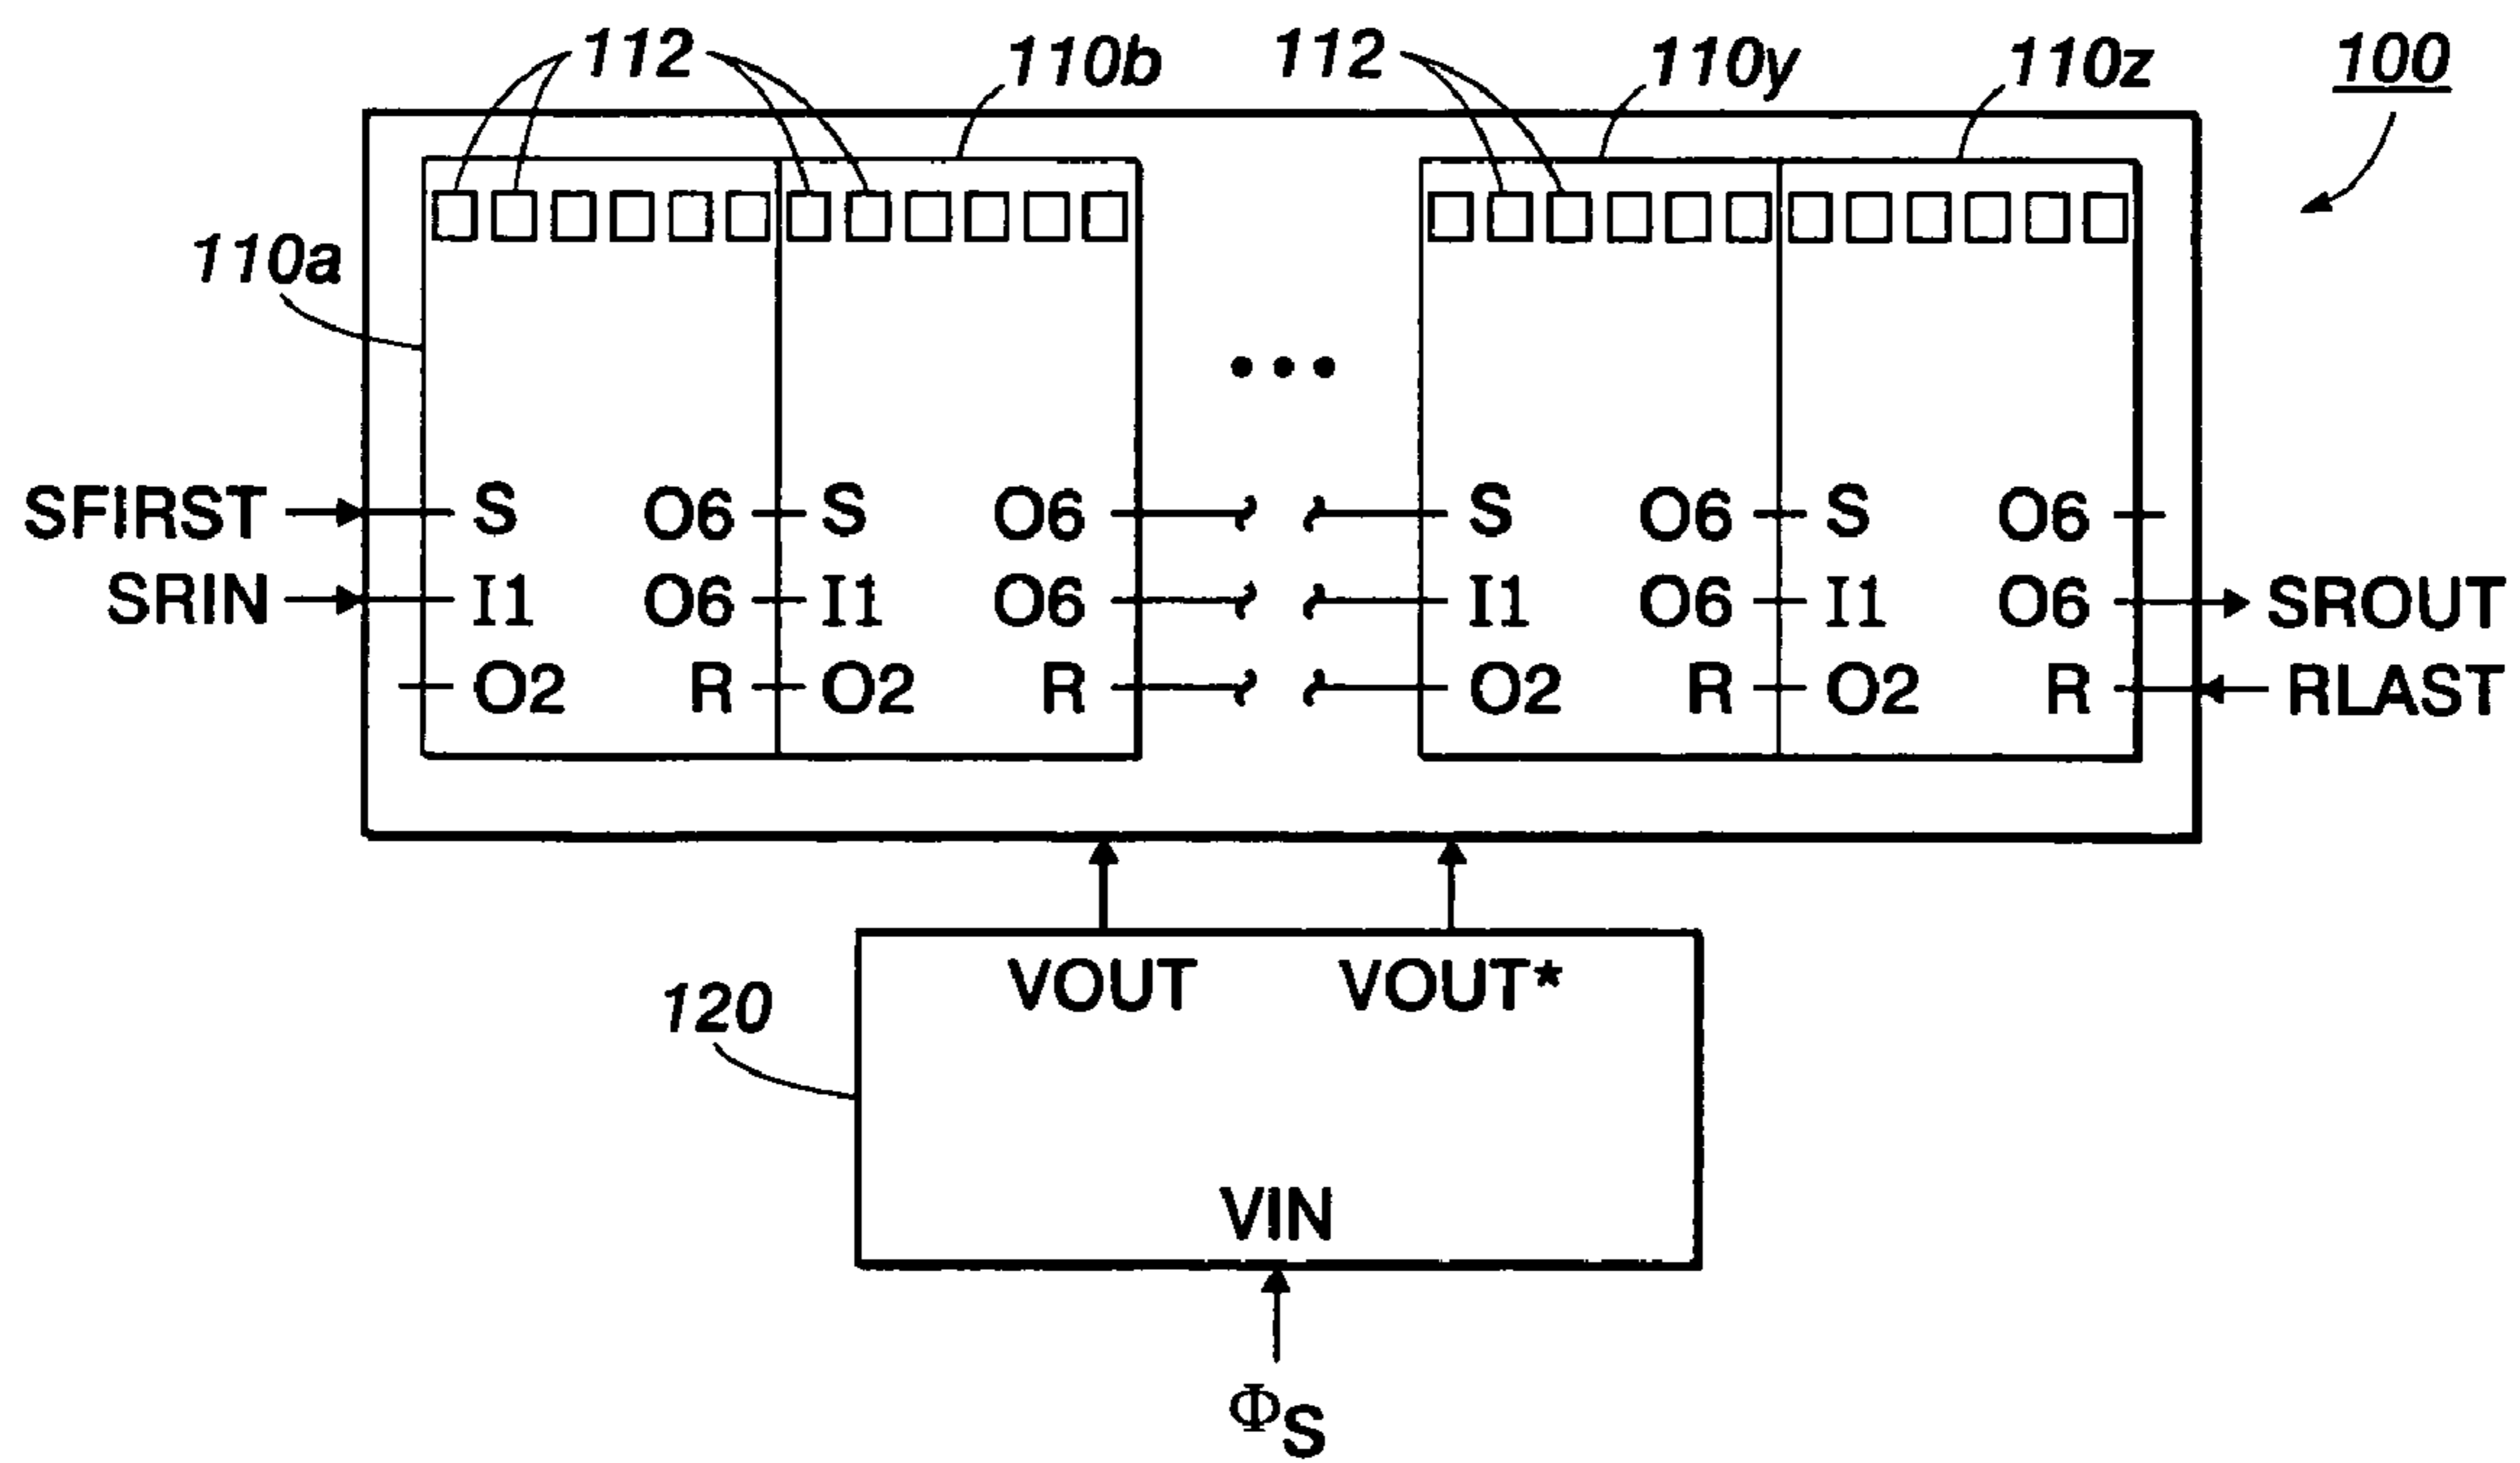 112 110b 112 110y 110z 100
110a
SFIRST S O6 S O6 S O6 S O6
SRIN I1 O6 I1 O6 I1 O6 I1 O6 SROUT
O2 R O2 R O2 R O2 R RLAST
VOUT VOUT*
120
VIN
ΦS